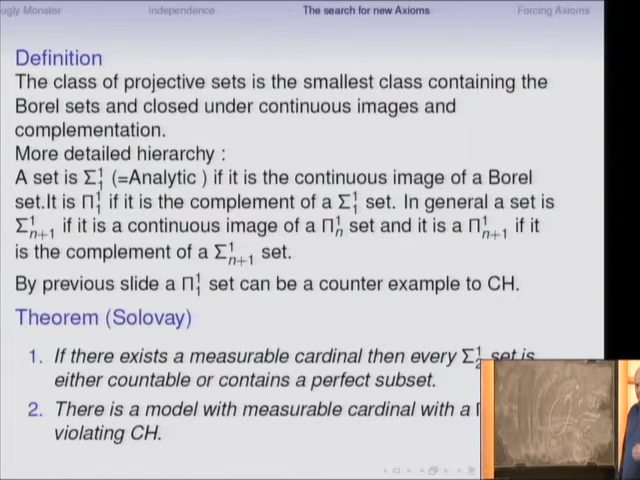 ugly Monster Independence The search for new Axioms Forcing Axioms
Definition
The class of projective sets is the smallest class containing the
Borel sets and closed under continuous images and
complementation.
More detailed hierarchy :
A set is Σ¹₁ (=Analytic ) if it is the continuous image of a Borel
set.It is Π¹₁ if it is the complement of a Σ¹₁ set. In general a set is
Σ¹ₙ₊₁ if it is a continuous image of a Π¹ₙ set and it is a Π¹ₙ₊₁ if it
is the complement of a Σ¹ₙ₊₁ set.
By previous slide a Π¹₁ set can be a counter example to CH.
Theorem (Solovay)
1. If there exists a measurable cardinal then every Σ¹₂ set is
either countable or contains a perfect subset.
2. There is a model with measurable cardinal with a
violating CH.